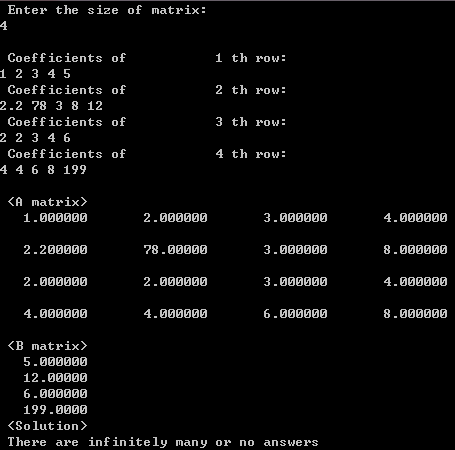 Enter the size of matrix:
4
Coefficients of 1 th row:
1 2 3 4 5
Coefficients of 2 th row:
2.2 78 3 8 12
Coefficients of 3 th row:
2 2 3 4 6
Coefficients of 4 th row:
4 4 6 8 199
<A matrix>
1.000000 2.000000 3.000000 4.000000
2.200000 78.00000 3.000000 8.000000
2.000000 2.000000 3.000000 4.000000
4.000000 4.000000 6.000000 8.000000
<B matrix>
5.000000
12.00000
6.000000
199.0000
<Solution>
There are infinitely many or no answers